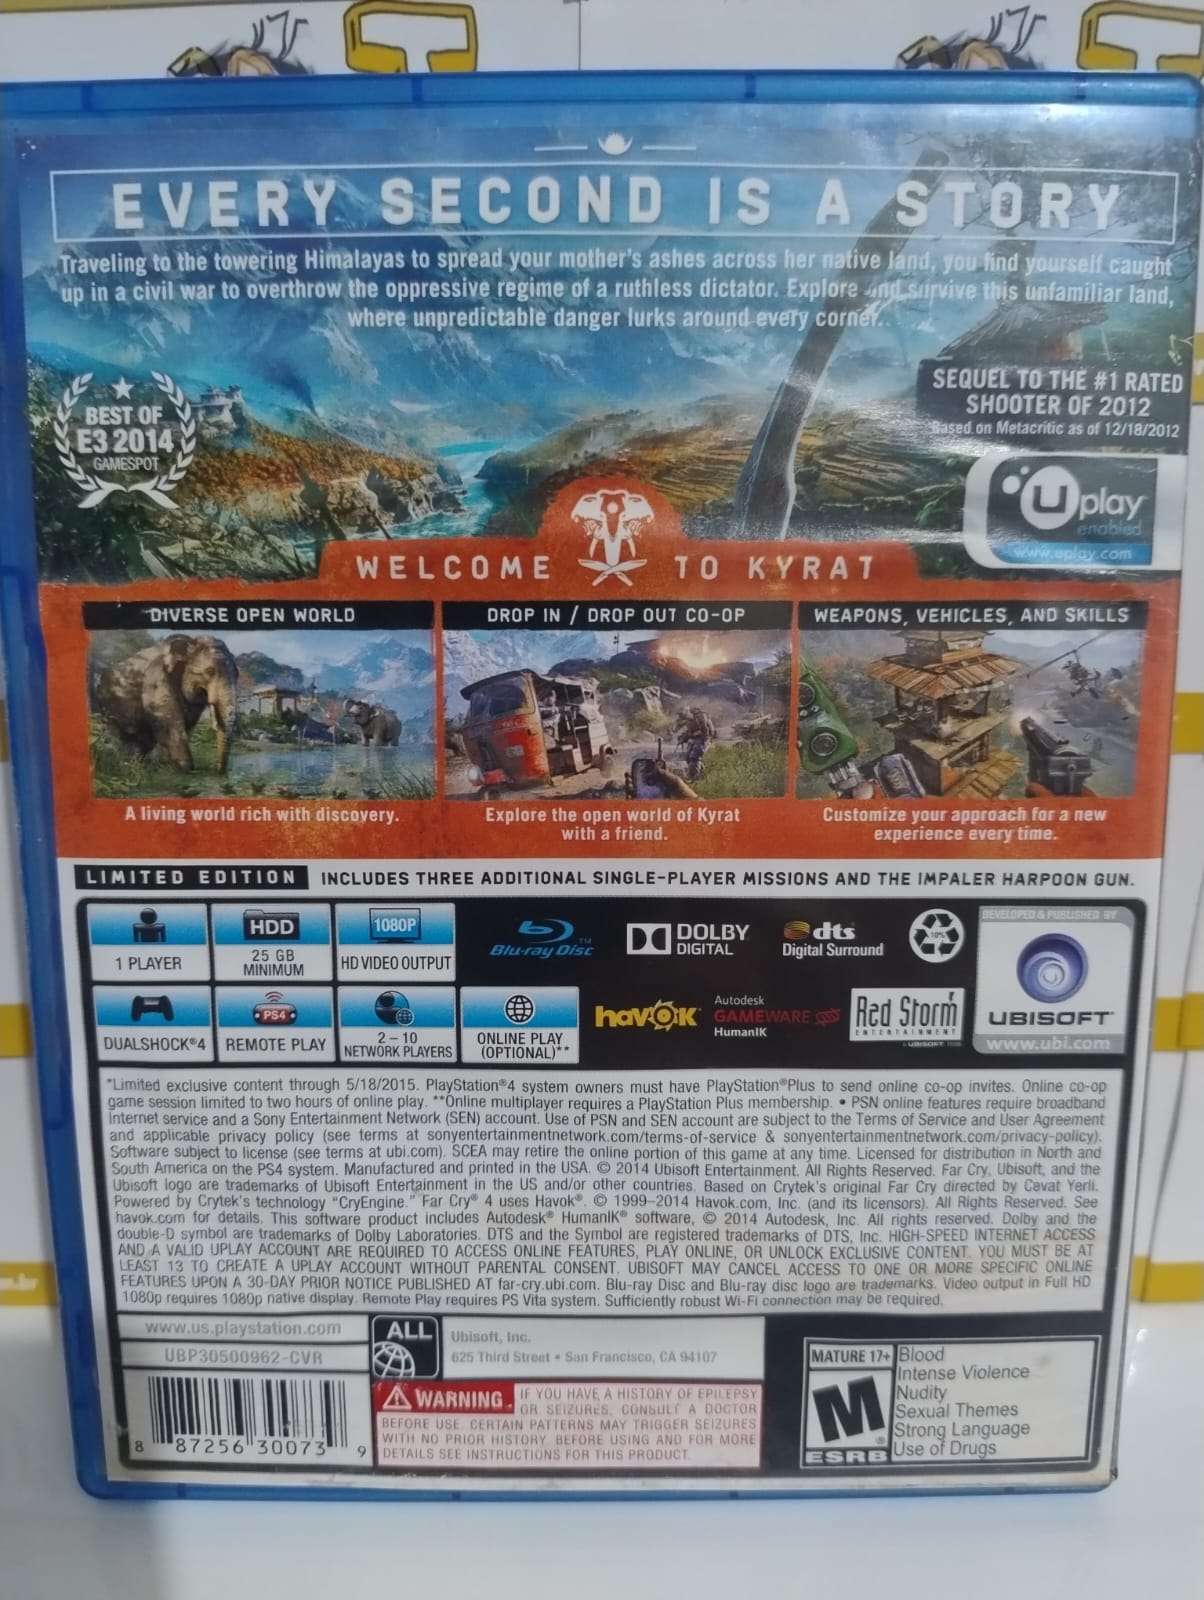 EVERY SECOND IS A STORY
Traveling to the towering Himalayas to spread your mother's ashes across her native land, you find yourself caught
up in a civil war to overthrow the oppressive regime of a ruthless dictator. Explore and survive this unfamiliar land,
where unpredictable danger lurks around every corner.
BEST OF
E3 2014
GAMESPOT
SEQUEL TO THE #1 RATED
SHOOTER OF 2012
Based on Metacritic as of 12/18/2012
Uplay
enabled
www.uplay.com
WELCOME TO KYRAT
DIVERSE OPEN WORLD
DROP IN / DROP OUT CO-OP
WEAPONS, VEHICLES, AND SKILLS
A living world rich with discovery.
Explore the open world of Kyrat
with a friend.
Customize your approach for a new
experience every time.
LIMITED EDITION INCLUDES THREE ADDITIONAL SINGLE-PLAYER MISSIONS AND THE IMPALER HARPOON GUN.
1 PLAYER
HDD
25 GB
MINIMUM
1080P
HD VIDEO OUTPUT
Blu-ray Disc™
DOLBY
DIGITAL
dts
Digital Surround
10%
DEVELOPED & PUBLISHED BY
UBISOFT
www.ubi.com
DUALSHOCK®4
PS4
REMOTE PLAY
2 – 10
NETWORK PLAYERS
ONLINE PLAY
(OPTIONAL)**
havok
Autodesk
GAMEWARE
HumanIK
Red Storm
ENTERTAINMENT
*Limited exclusive content through 5/18/2015. PlayStation®4 system owners must have PlayStation®Plus to send online co-op invites. Online co-op
game session limited to two hours of online play. **Online multiplayer requires a PlayStation Plus membership. • PSN online features require broadband
Internet service and a Sony Entertainment Network (SEN) account. Use of PSN and SEN account are subject to the Terms of Service and User Agreement
and applicable privacy policy (see terms at sonyentertainmentnetwork.com/terms-of-service & sonyentertainmentnetwork.com/privacy-policy).
Software subject to license (see terms at ubi.com). SCEA may retire the online portion of this game at any time. Licensed for distribution in North and
South America on the PS4 system. Manufactured and printed in the USA. © 2014 Ubisoft Entertainment. All Rights Reserved. Far Cry, Ubisoft, and the
Ubisoft logo are trademarks of Ubisoft Entertainment in the US and/or other countries. Based on Crytek's original Far Cry directed by Cevat Yerli.
Powered by Crytek's technology "CryEngine." Far Cry® 4 uses Havok®. © 1999–2014 Havok.com, Inc. (and its licensors). All Rights Reserved. See
havok.com for details. This software product includes Autodesk® HumanIK® software, © 2014 Autodesk, Inc. All rights reserved. Dolby and the
double-D symbol are trademarks of Dolby Laboratories. DTS and the Symbol are registered trademarks of DTS, Inc. HIGH-SPEED INTERNET ACCESS
AND A VALID UPLAY ACCOUNT ARE REQUIRED TO ACCESS ONLINE FEATURES, PLAY ONLINE, OR UNLOCK EXCLUSIVE CONTENT. YOU MUST BE AT
LEAST 13 TO CREATE A UPLAY ACCOUNT WITHOUT PARENTAL CONSENT. UBISOFT MAY CANCEL ACCESS TO ONE OR MORE SPECIFIC ONLINE
FEATURES UPON A 30-DAY PRIOR NOTICE PUBLISHED AT far-cry.ubi.com. Blu-ray Disc and Blu-ray disc logo are trademarks. Video output in Full HD
1080p requires 1080p native display. Remote Play requires PS Vita system. Sufficiently robust Wi-Fi connection may be required.
www.us.playstation.com
UBP30500962-CVR
ALL
Ubisoft, Inc.
625 Third Street • San Francisco, CA 94107
8 87256 30073 9
WARNING IF YOU HAVE A HISTORY OF EPILEPSY
OR SEIZURES, CONSULT A DOCTOR
BEFORE USE. CERTAIN PATTERNS MAY TRIGGER SEIZURES
WITH NO PRIOR HISTORY. BEFORE USING AND FOR MORE
DETAILS SEE INSTRUCTIONS FOR THIS PRODUCT.
MATURE 17+
M
ESRB
Blood
Intense Violence
Nudity
Sexual Themes
Strong Language
Use of Drugs